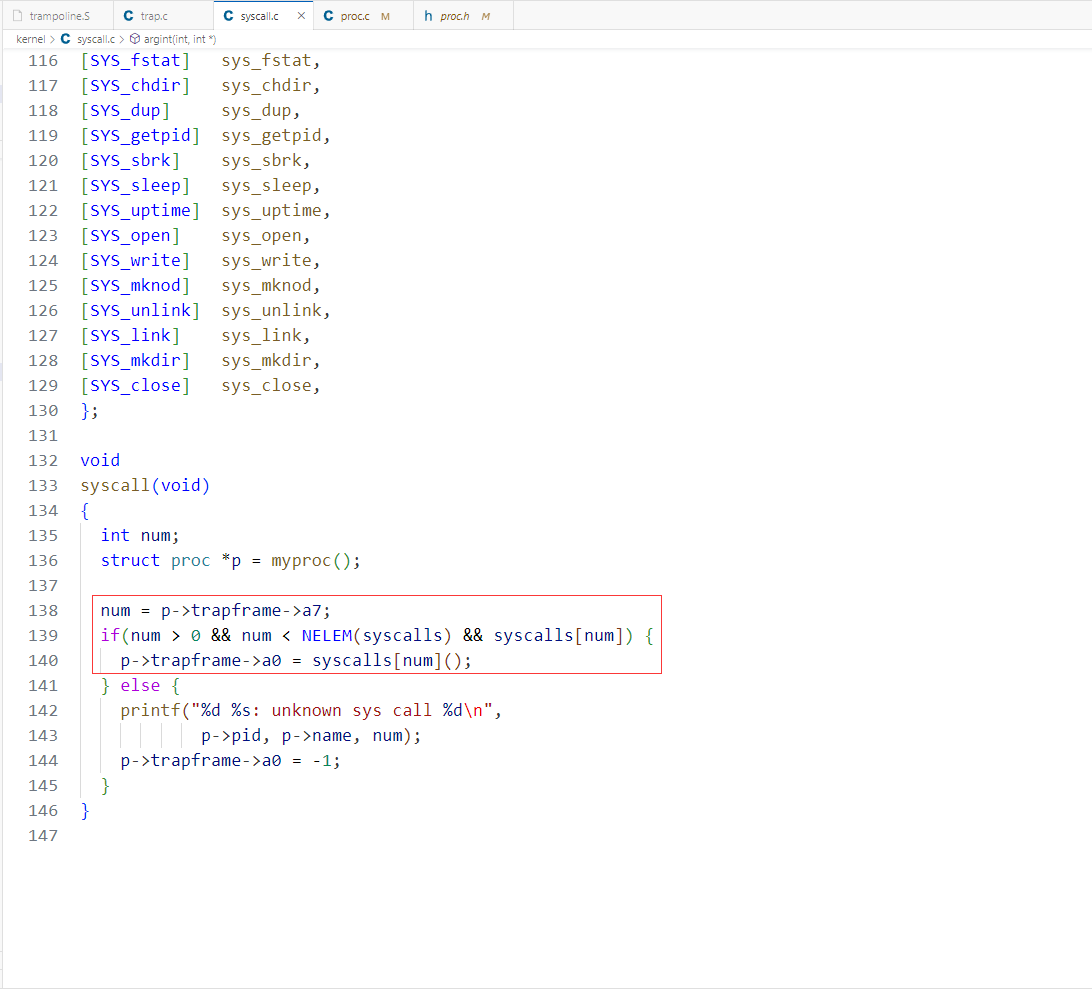 trampoline.S C trap.c C syscall.c × C proc.c M h proc.h M
kernel > C syscall.c > argint(int, int *)
116 [SYS_fstat]   sys_fstat,
117 [SYS_chdir]   sys_chdir,
118 [SYS_dup]     sys_dup,
119 [SYS_getpid]  sys_getpid,
120 [SYS_sbrk]    sys_sbrk,
121 [SYS_sleep]   sys_sleep,
122 [SYS_uptime]  sys_uptime,
123 [SYS_open]    sys_open,
124 [SYS_write]   sys_write,
125 [SYS_mknod]   sys_mknod,
126 [SYS_unlink]  sys_unlink,
127 [SYS_link]    sys_link,
128 [SYS_mkdir]   sys_mkdir,
129 [SYS_close]   sys_close,
130 };
131
132 void
133 syscall(void)
134 {
135   int num;
136   struct proc *p = myproc();
137
138   num = p->trapframe->a7;
139   if(num > 0 && num < NELEM(syscalls) && syscalls[num]) {
140     p->trapframe->a0 = syscalls[num]();
141   } else {
142     printf("%d %s: unknown sys call %d\n",
143             p->pid, p->name, num);
144     p->trapframe->a0 = -1;
145   }
146 }
147